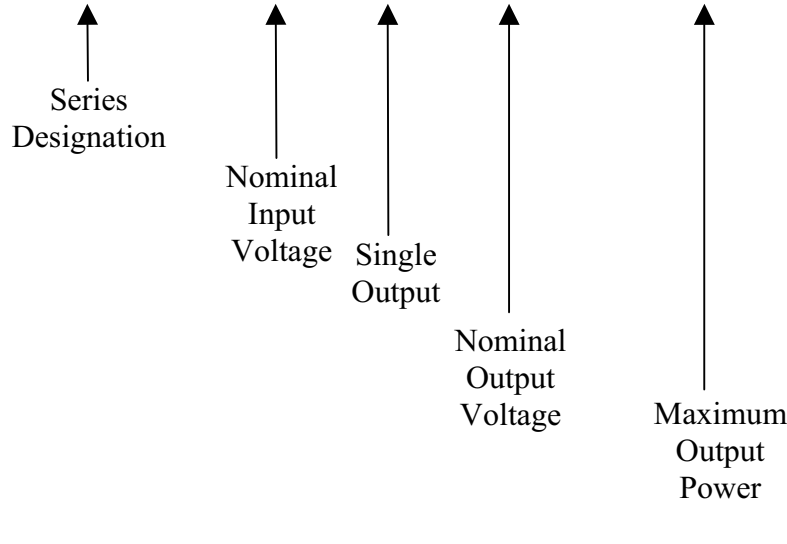 Series
Designation
Nominal
Input
Voltage
Single
Output
Nominal
Output
Voltage
Maximum
Output
Power